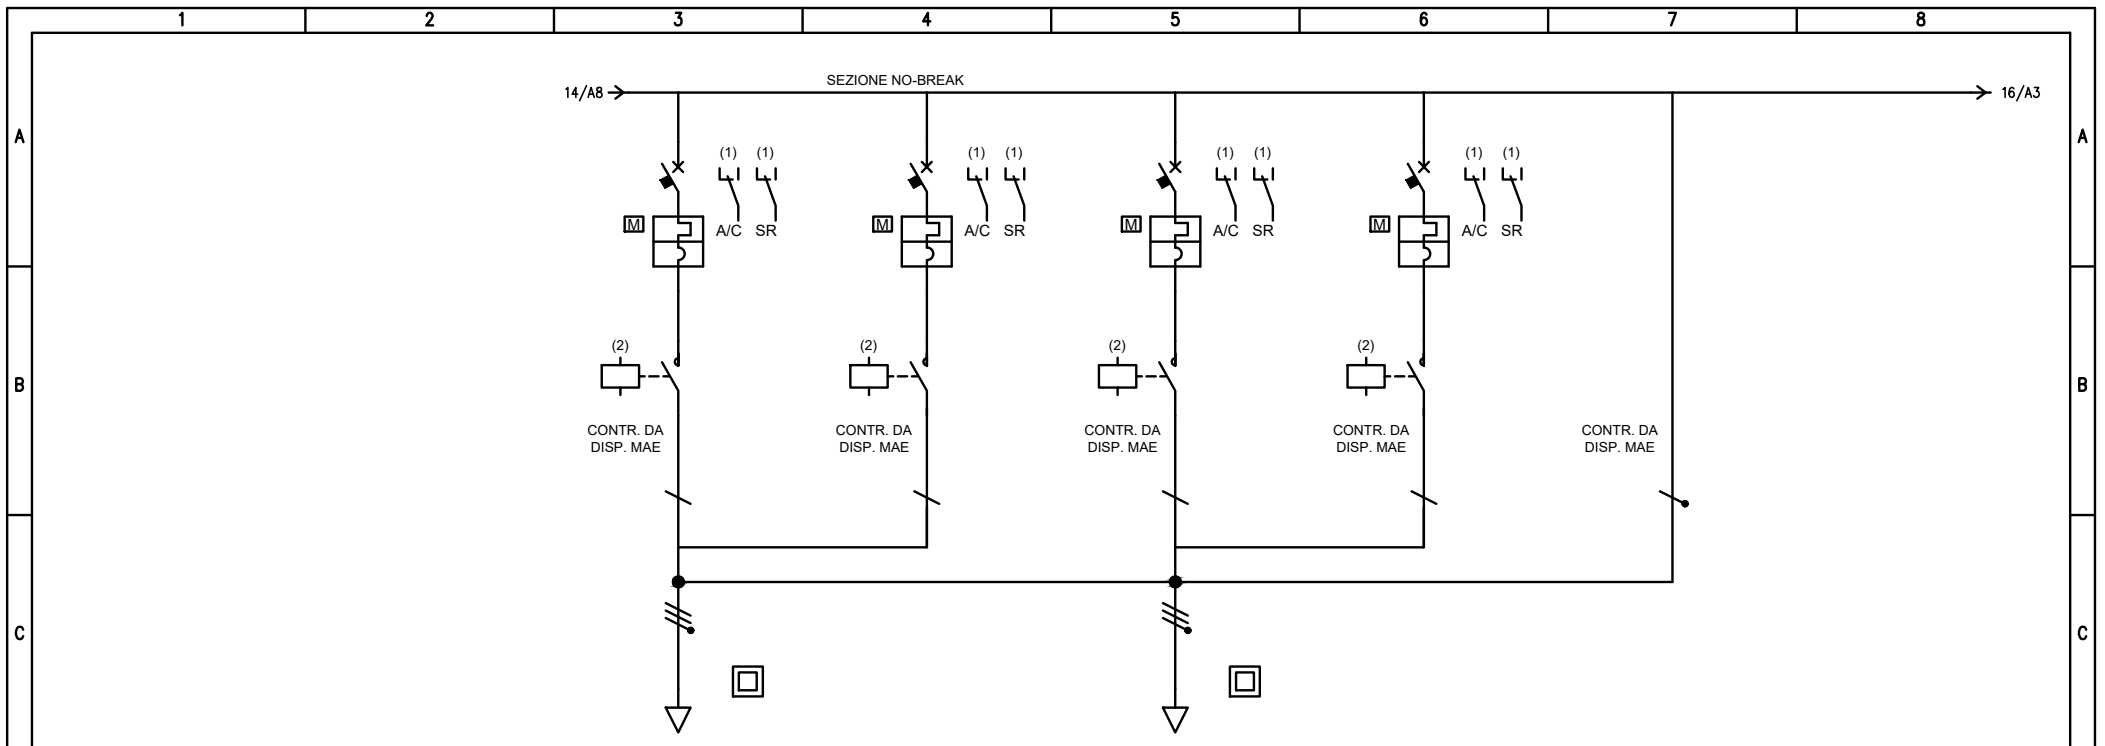 1 2 3 4 5 6 7 8
SEZIONE NO-BREAK
14/A8 16/A3
A A
(1) (1) (1) (1) (1) (1) (1) (1)
M A/C SR M A/C SR M A/C SR M A/C SR
(2) (2) (2) (2)
B B
CONTR. DA CONTR. DA CONTR. DA CONTR. DA CONTR. DA
DISP. MAE DISP. MAE DISP. MAE DISP. MAE DISP. MAE
C C